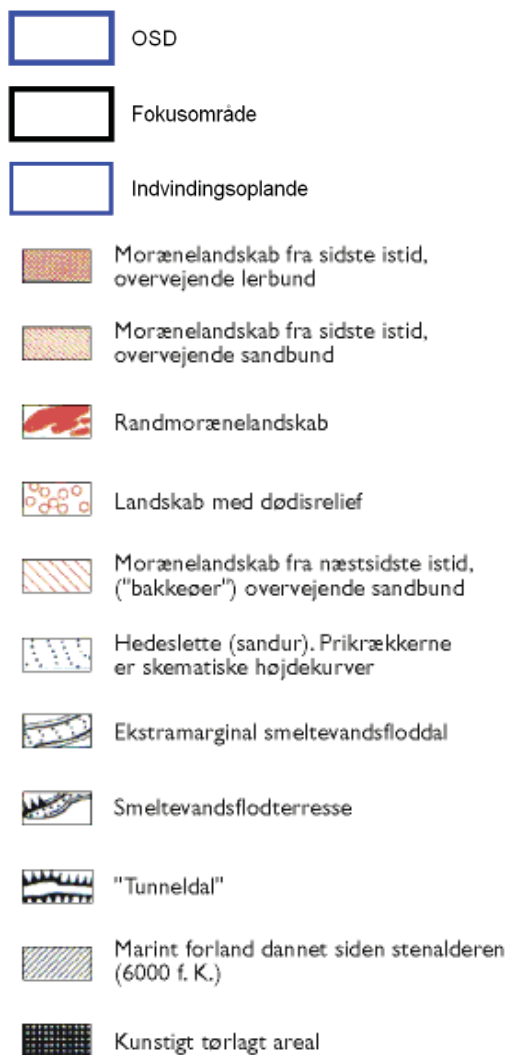 OSD
Fokusområde
Indvindingsoplande
Morænelandskab fra sidste istid,
overvejende lerbund
Morænelandskab fra sidste istid,
overvejende sandbund
Randmorænelandskab
Landskab med dødisrelief
Morænelandskab fra næstsidste istid,
("bakkeøer") overvejende sandbund
Hedeslette (sandur). Prikrækkerne
er skematiske højdekurver
Ekstramarginal smeltevandsfloddal
Smeltevandsflodterresse
"Tunneldal"
Marint forland dannet siden stenalderen
(6000 f. K.)
Kunstigt tørlagt areal